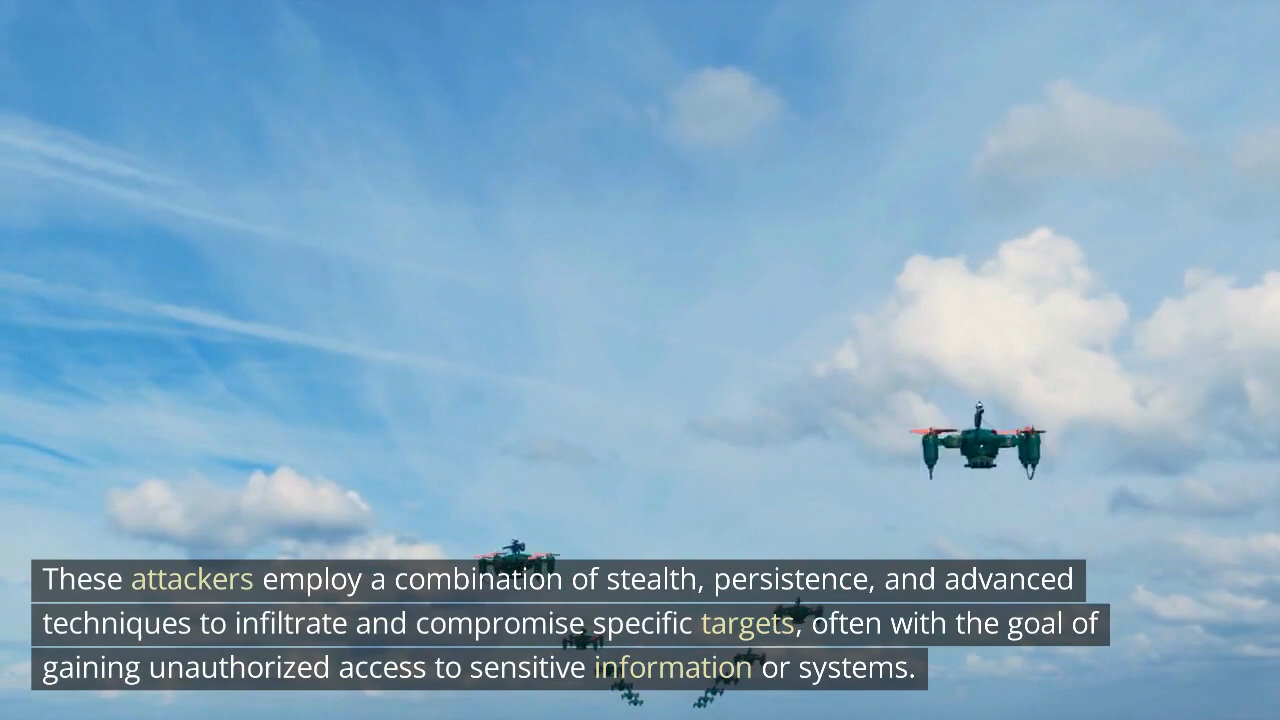 These attackers employ a combination of stealth, persistence, and advanced
techniques to infiltrate and compromise specific targets, often with the goal of
gaining unauthorized access to sensitive information or systems.